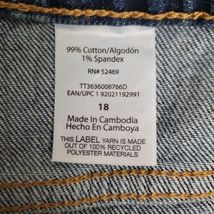 99% Cotton/Algodón
1% Spandex
RN# 52469
TT3636008766D
EAN/UPC 1 92021192991
18
Made In Cambodia
Hecho En Camboya
This LABEL YARN IS MADE
OUT OF 100% RECYCLED
POLYESTER MATERIALS